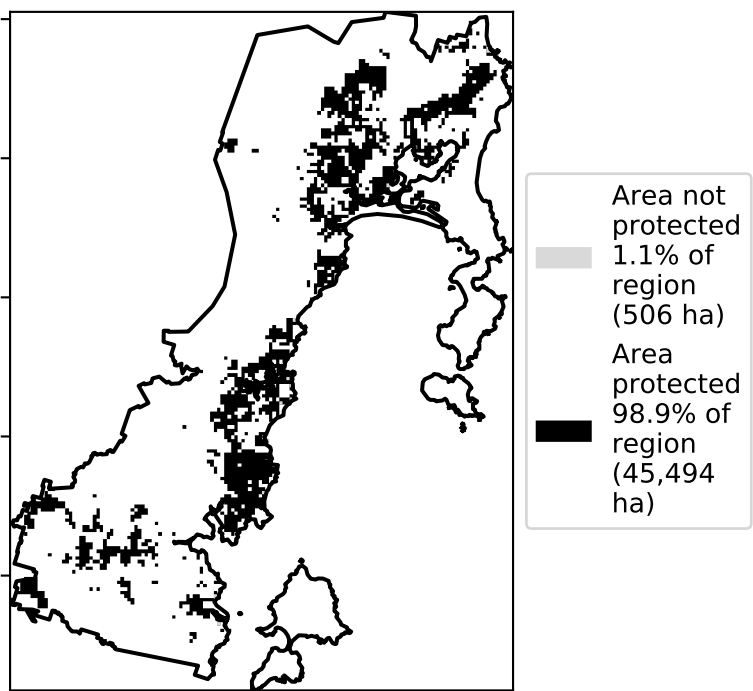 Area not
protected
1.1% of
region
(506 ha)
Area
protected
98.9% of
region
(45,494
ha)